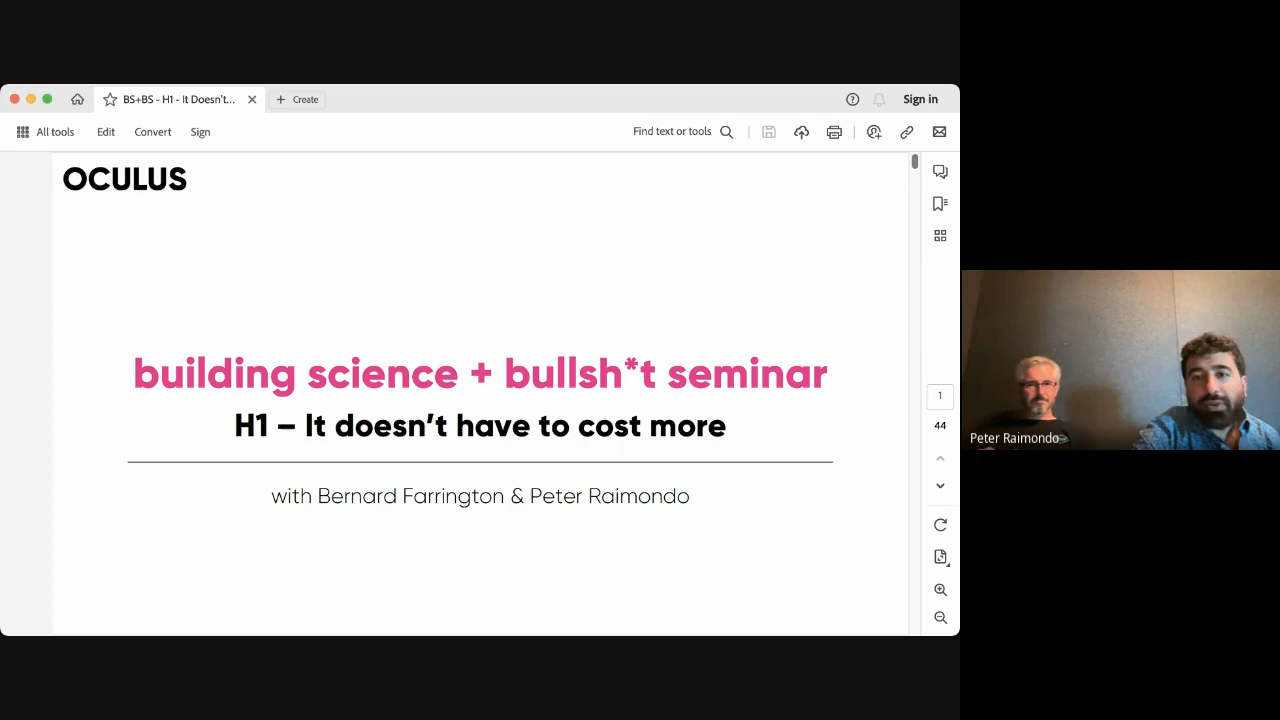 BS+BS - H1 - It Doesn't...
Create
Sign in
All tools
Edit
Convert
Sign
Find text or tools
OCULUS
building science + bullsh*t seminar
H1 – It doesn’t have to cost more
with Bernard Farrington & Peter Raimondo
1
44
Peter Raimondo